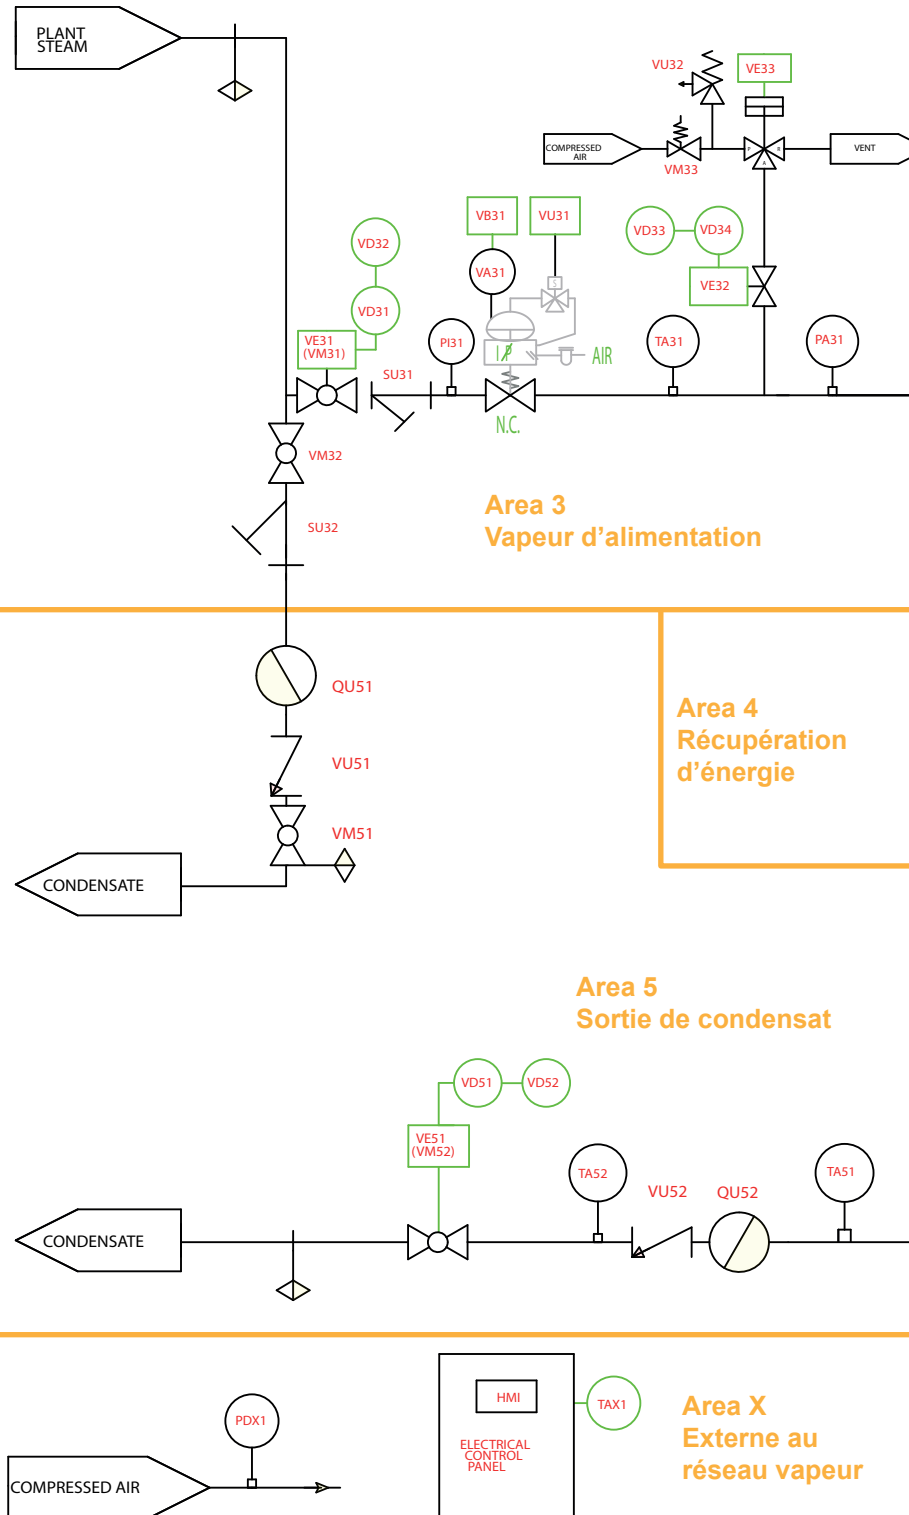 PLANT
STEAM
VU32
VE33
COMPRESSED
AIR
P
R
A
VENT
VM33
VB31
VU31
VD32
VD33
VD34
VA31
S
VE32
VD31
VE31
(VM31)
PI31
I/P
AIR
TA31
PA31
SU31
N.C.
VM32
Area 3
Vapeur d’alimentation
SU32
QU51
Area 4
Récupération
d’énergie
VU51
VM51
CONDENSATE
Area 5
Sortie de condensat
VD51
VD52
VE51
(VM52)
TA52
TA51
VU52
QU52
CONDENSATE
HMI
TAX1
Area X
Externe au
réseau vapeur
PDX1
ELECTRICAL
CONTROL
PANEL
COMPRESSED AIR